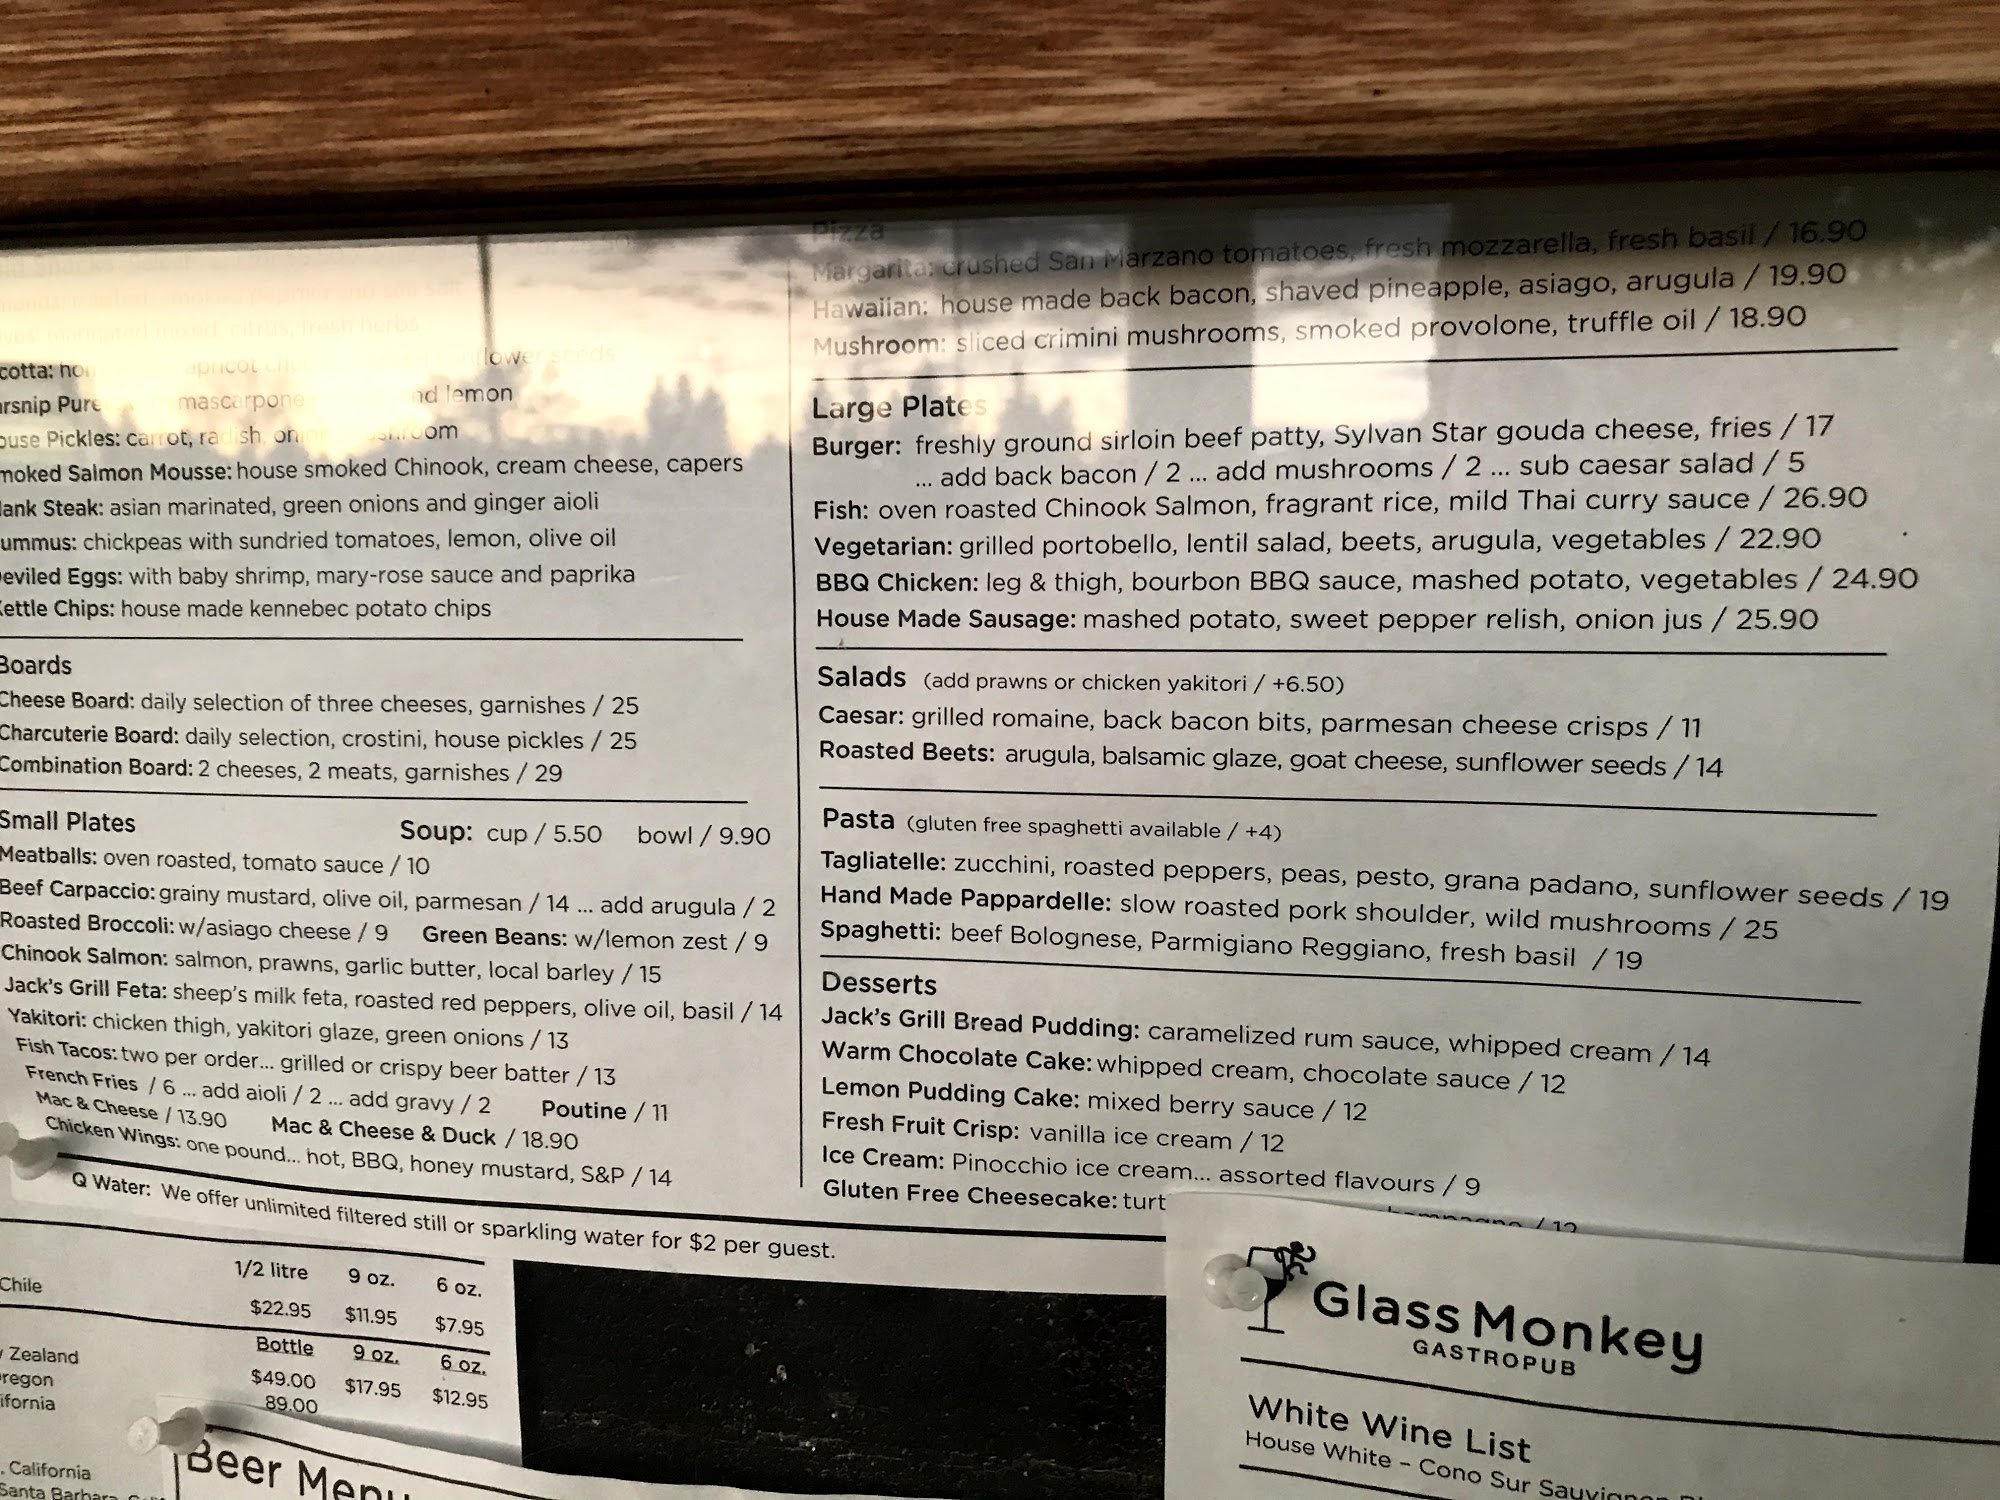 marinated mixed, citrus, fresh herbs
cotta: apricot flower seeds
rsnip Pure mascarpone nd lemon
ouse Pickles: carrot, radish, onion, mushroom
moked Salmon Mousse: house smoked Chinook, cream cheese, capers
lank Steak: asian marinated, green onions and ginger aioli
ummus: chickpeas with sundried tomatoes, lemon, olive oil
eviled Eggs: with baby shrimp, mary-rose sauce and paprika
Kettle Chips: house made kennebec potato chips
Boards
Cheese Board: daily selection of three cheeses, garnishes / 25
Charcuterie Board: daily selection, crostini, house pickles / 25
Combination Board: 2 cheeses, 2 meats, garnishes / 29
Small Plates Soup: cup / 5.50 bowl / 9.90
Meatballs: oven roasted, tomato sauce / 10
Beef Carpaccio: grainy mustard, olive oil, parmesan / 14 ... add arugula / 2
Roasted Broccoli: w/asiago cheese / 9 Green Beans: w/lemon zest / 9
Chinook Salmon: salmon, prawns, garlic butter, local barley / 15
Jack's Grill Feta: sheep's milk feta, roasted red peppers, olive oil, basil / 14
Yakitori: chicken thigh, yakitori glaze, green onions / 13
Fish Tacos: two per order... grilled or crispy beer batter / 13
French Fries / 6 ... add aioli / 2 ... add gravy / 2 Poutine / 11
Mac & Cheese / 13.90 Mac & Cheese & Duck / 18.90
Chicken Wings: one pound... hot, BBQ, honey mustard, S&P / 14
Pizza
Margarita: crushed San Marzano tomatoes, fresh mozzarella, fresh basil / 16.90
Hawaiian: house made back bacon, shaved pineapple, asiago, arugula / 19.90
Mushroom: sliced crimini mushrooms, smoked provolone, truffle oil / 18.90
Large Plates
Burger: freshly ground sirloin beef patty, Sylvan Star gouda cheese, fries / 17
... add back bacon / 2 ... add mushrooms / 2 ... sub caesar salad / 5
Fish: oven roasted Chinook Salmon, fragrant rice, mild Thai curry sauce / 26.90
Vegetarian: grilled portobello, lentil salad, beets, arugula, vegetables / 22.90
BBQ Chicken: leg & thigh, bourbon BBQ sauce, mashed potato, vegetables / 24.90
House Made Sausage: mashed potato, sweet pepper relish, onion jus / 25.90
Salads (add prawns or chicken yakitori / +6.50)
Caesar: grilled romaine, back bacon bits, parmesan cheese crisps / 11
Roasted Beets: arugula, balsamic glaze, goat cheese, sunflower seeds / 14
Pasta (gluten free spaghetti available / +4)
Tagliatelle: zucchini, roasted peppers, peas, pesto, grana padano, sunflower seeds / 19
Hand Made Pappardelle: slow roasted pork shoulder, wild mushrooms / 25
Spaghetti: beef Bolognese, Parmigiano Reggiano, fresh basil / 19
Desserts
Jack's Grill Bread Pudding: caramelized rum sauce, whipped cream / 14
Warm Chocolate Cake: whipped cream, chocolate sauce / 12
Lemon Pudding Cake: mixed berry sauce / 12
Fresh Fruit Crisp: vanilla ice cream / 12
Ice Cream: Pinocchio ice cream... assorted flavours / 9
Gluten Free Cheesecake: turt
Q Water: We offer unlimited filtered still or sparkling water for $2 per guest.
1/2 litre 9 oz. 6 oz.
Chile $22.95 $11.95 $7.95
Bottle 9 oz. 6 oz.
Zealand $49.00 $17.95 $12.95
regon 89.00
ifornia
. California
Santa Barbara,
Beer Menu
Glass Monkey
GASTROPUB
White Wine List
House White - Cono Sur Sauvignon